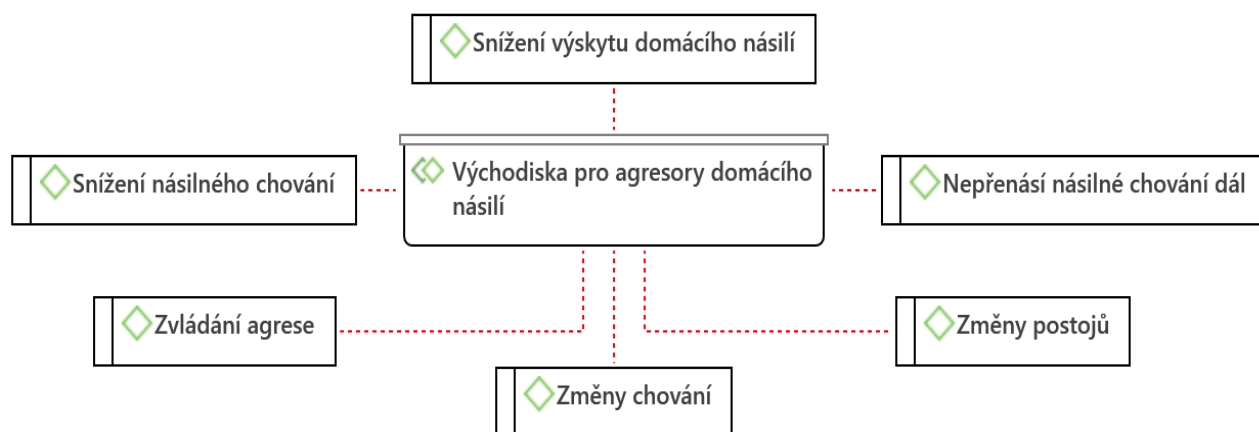 Snížení výskytu domácího násilí
Snížení násilného chování
Východiska pro agresory domácího
násilí
Nepřenásí násilné chování dál
Zvládání agrese
Změny postojů
Změny chování